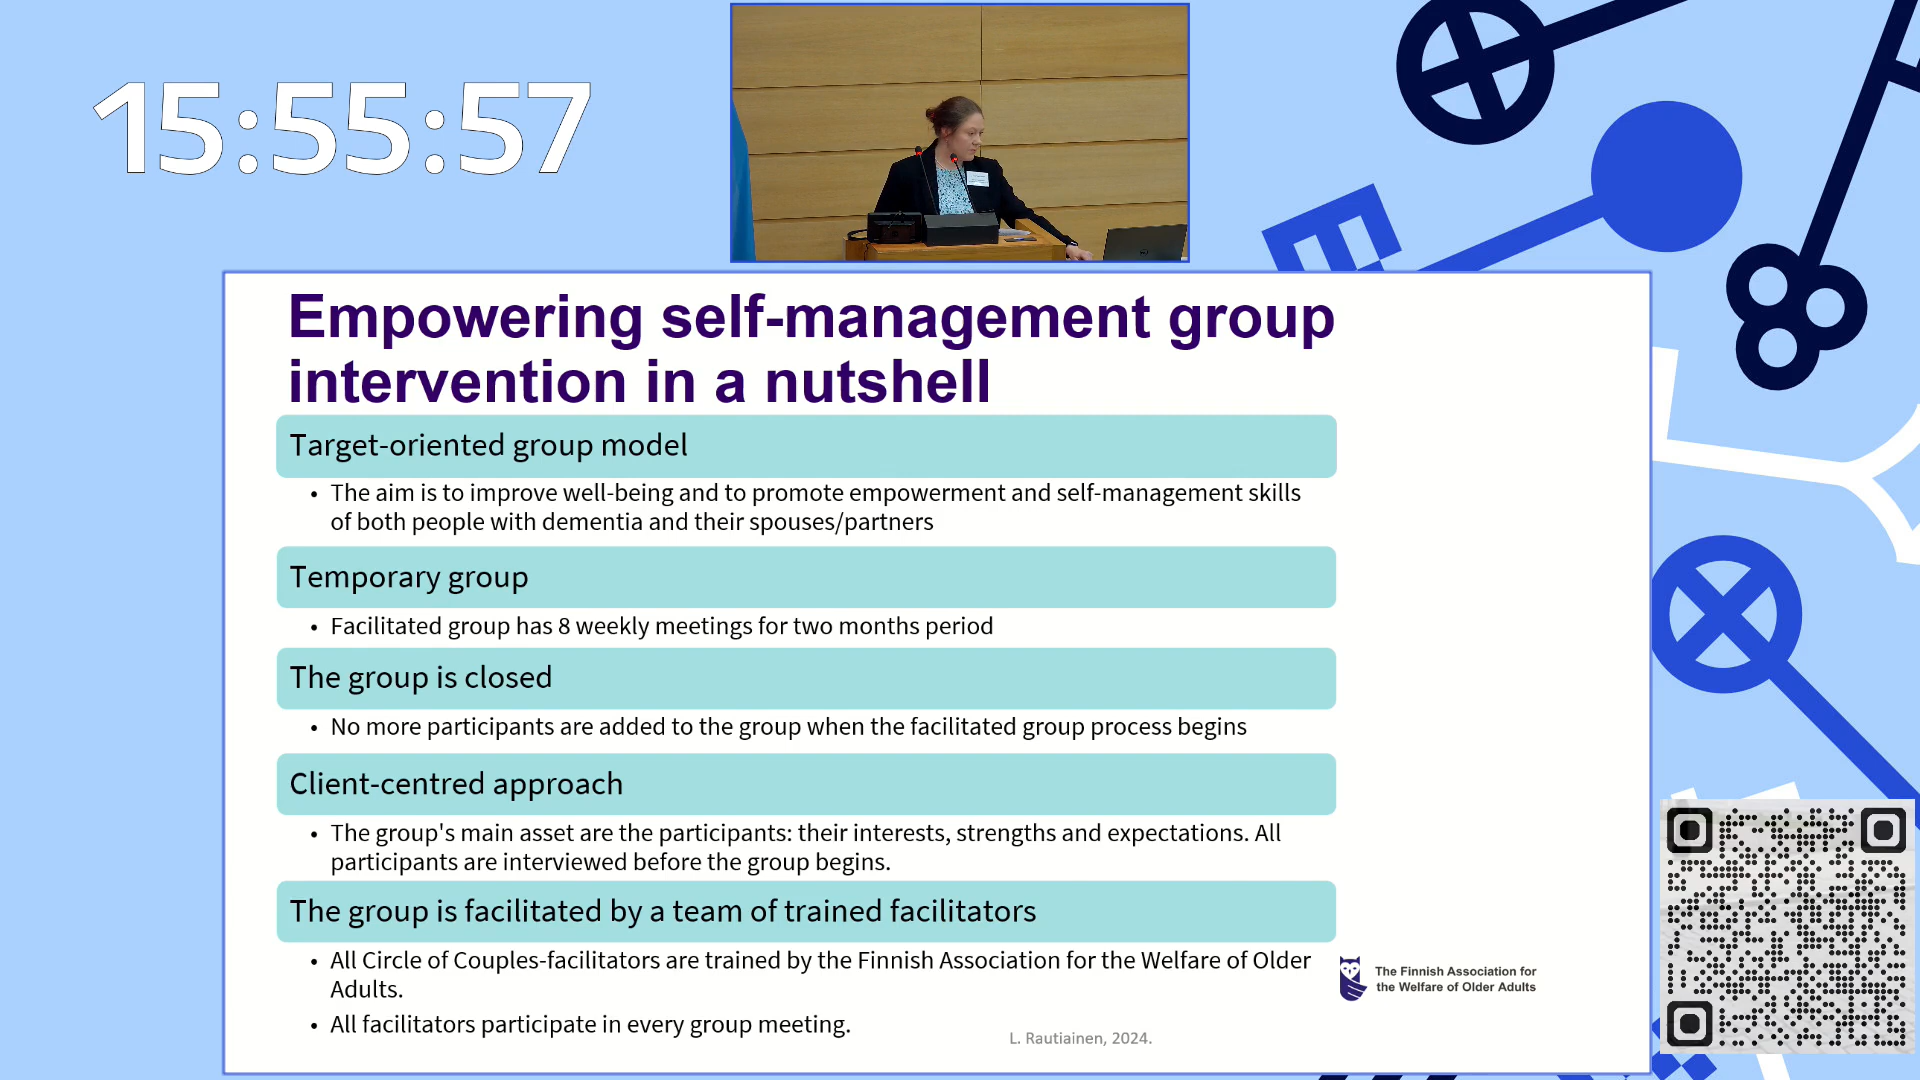 15:55:57
Empowering self-management group
intervention in a nutshell
Target-oriented group model
• The aim is to improve well-being and to promote empowerment and self-management skills
of both people with dementia and their spouses/partners
Temporary group
• Facilitated group has 8 weekly meetings for two months period
The group is closed
• No more participants are added to the group when the facilitated group process begins
Client-centred approach
• The group's main asset are the participants: their interests, strengths and expectations. All
participants are interviewed before the group begins.
The group is facilitated by a team of trained facilitators
• All Circle of Couples-facilitators are trained by the Finnish Association for the Welfare of Older
Adults.
• All facilitators participate in every group meeting.
The Finnish Association for
the Welfare of Older Adults
L. Rautiainen, 2024.